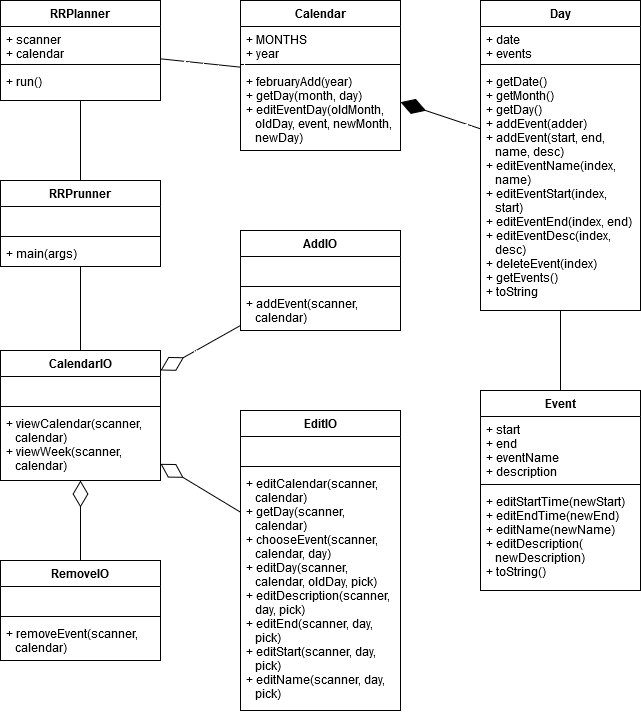 RRPlanner
+ scanner
+ calendar
+ run()
Calendar
+ MONTHS
+ year
+ februaryAdd(year)
+ getDay(month, day)
+ editEventDay(oldMonth,
oldDay, event, newMonth,
newDay)
Day
+ date
+ events
+ getDate()
+ getMonth()
+ getDay()
+ addEvent(adder)
+ addEvent(start, end,
name, desc)
+ editEventName(index,
name)
+ editEventStart(index,
start)
+ editEventEnd(index, end)
+ editEventDesc(index,
desc)
+ deleteEvent(index)
+ getEvents()
+ toString
RRPrunner
+ main(args)
AddIO
+ addEvent(scanner,
calendar)
CalendarIO
+ viewCalendar(scanner,
calendar)
+ viewWeek(scanner,
calendar)
EditIO
+ editCalendar(scanner,
calendar)
+ getDay(scanner,
calendar)
+ chooseEvent(scanner,
calendar, day)
+ editDay(scanner,
calendar, oldDay, pick)
+ editDescription(scanner,
day, pick)
+ editEnd(scanner, day,
pick)
+ editStart(scanner, day,
pick)
+ editName(scanner, day,
pick)
Event
+ start
+ end
+ eventName
+ description
+ editStartTime(newStart)
+ editEndTime(newEnd)
+ editName(newName)
+ editDescription(
newDescription)
+ toString()
RemoveIO
+ removeEvent(scanner,
calendar)